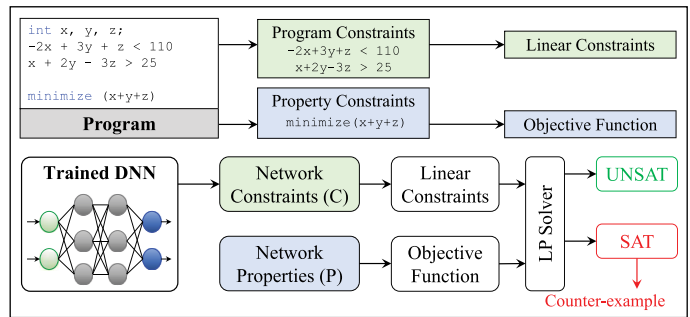 int x, y, z;
-2x + 3y + z < 110
x + 2y - 3z > 25
minimize (x+y+z)
Program
Program Constraints
-2x+3y+z < 110
x+2y-3z > 25
Linear Constraints
Property Constraints
minimize(x+y+z)
Objective Function
Trained DNN
Network
Constraints (C)
Linear
Constraints
LP Solver
UNSAT
Network
Properties (P)
Objective
Function
SAT
Counter-example